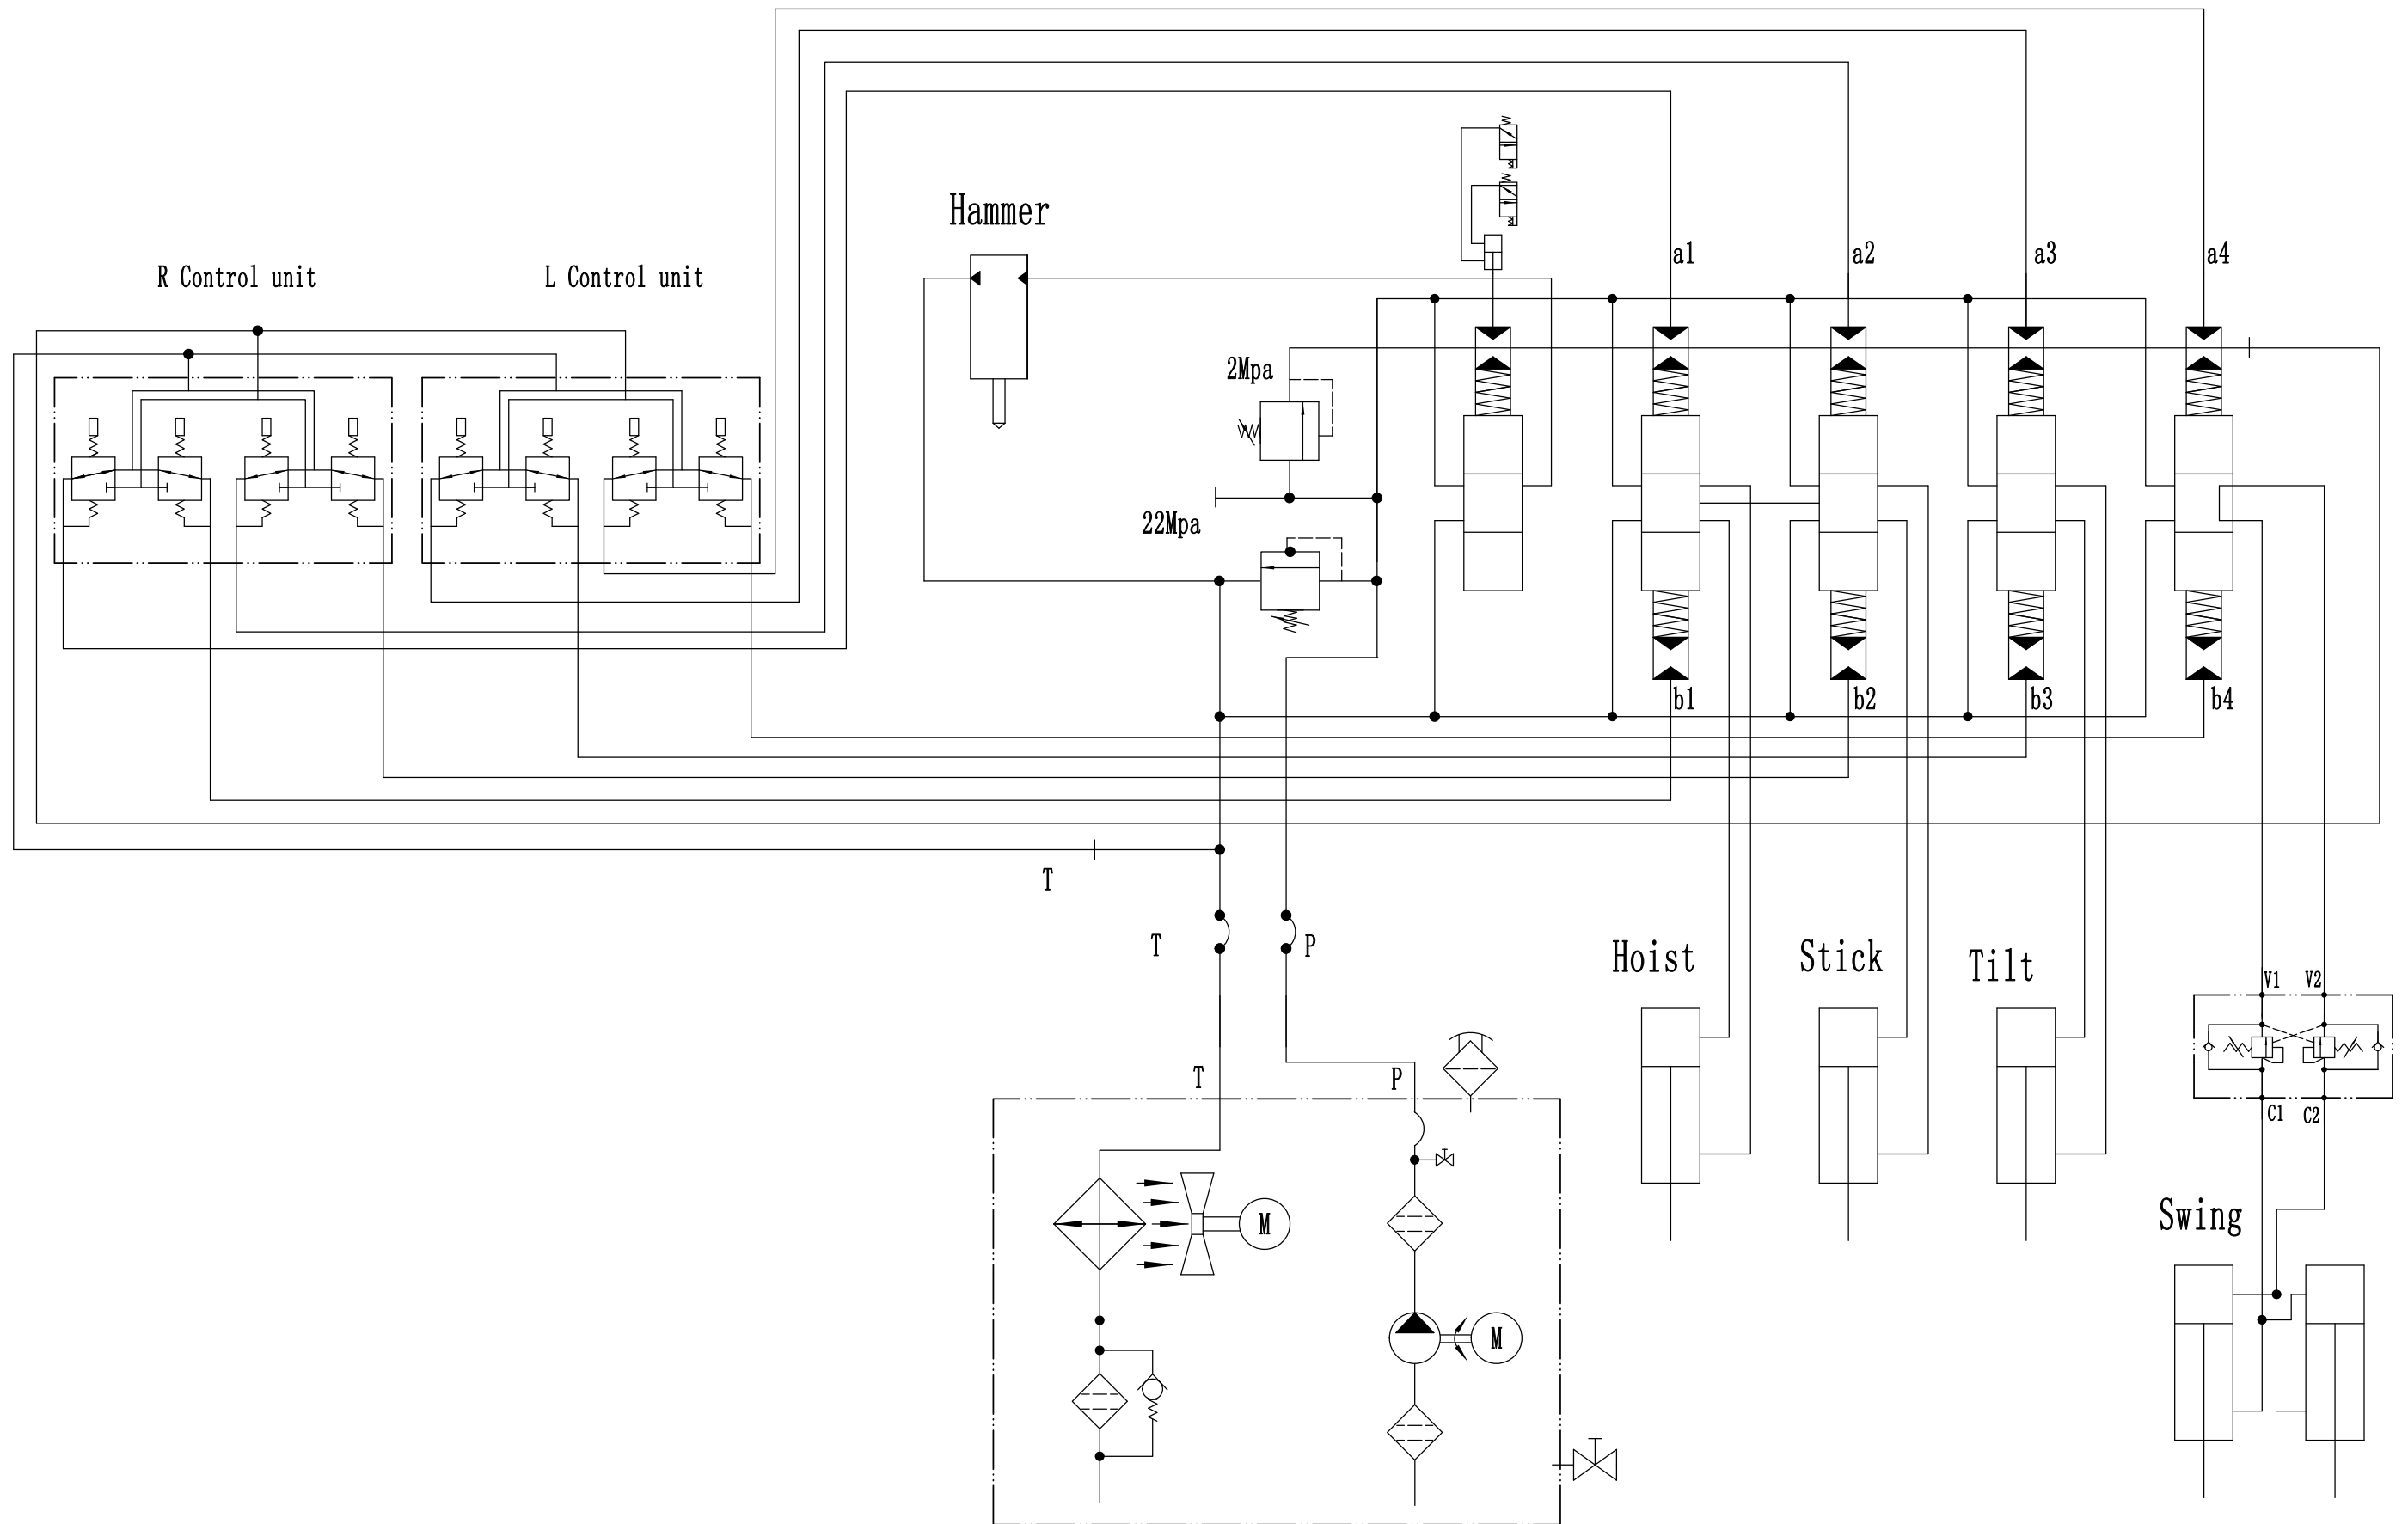 Hammer
a1
a2
a3
a4
R Control unit
L Control unit
2Mpa
22Mpa
b1
b2
b3
b4
T
T
P
Hoist
Stick
Tilt
V1
V2
T
P
C1
C2
M
Swing
M